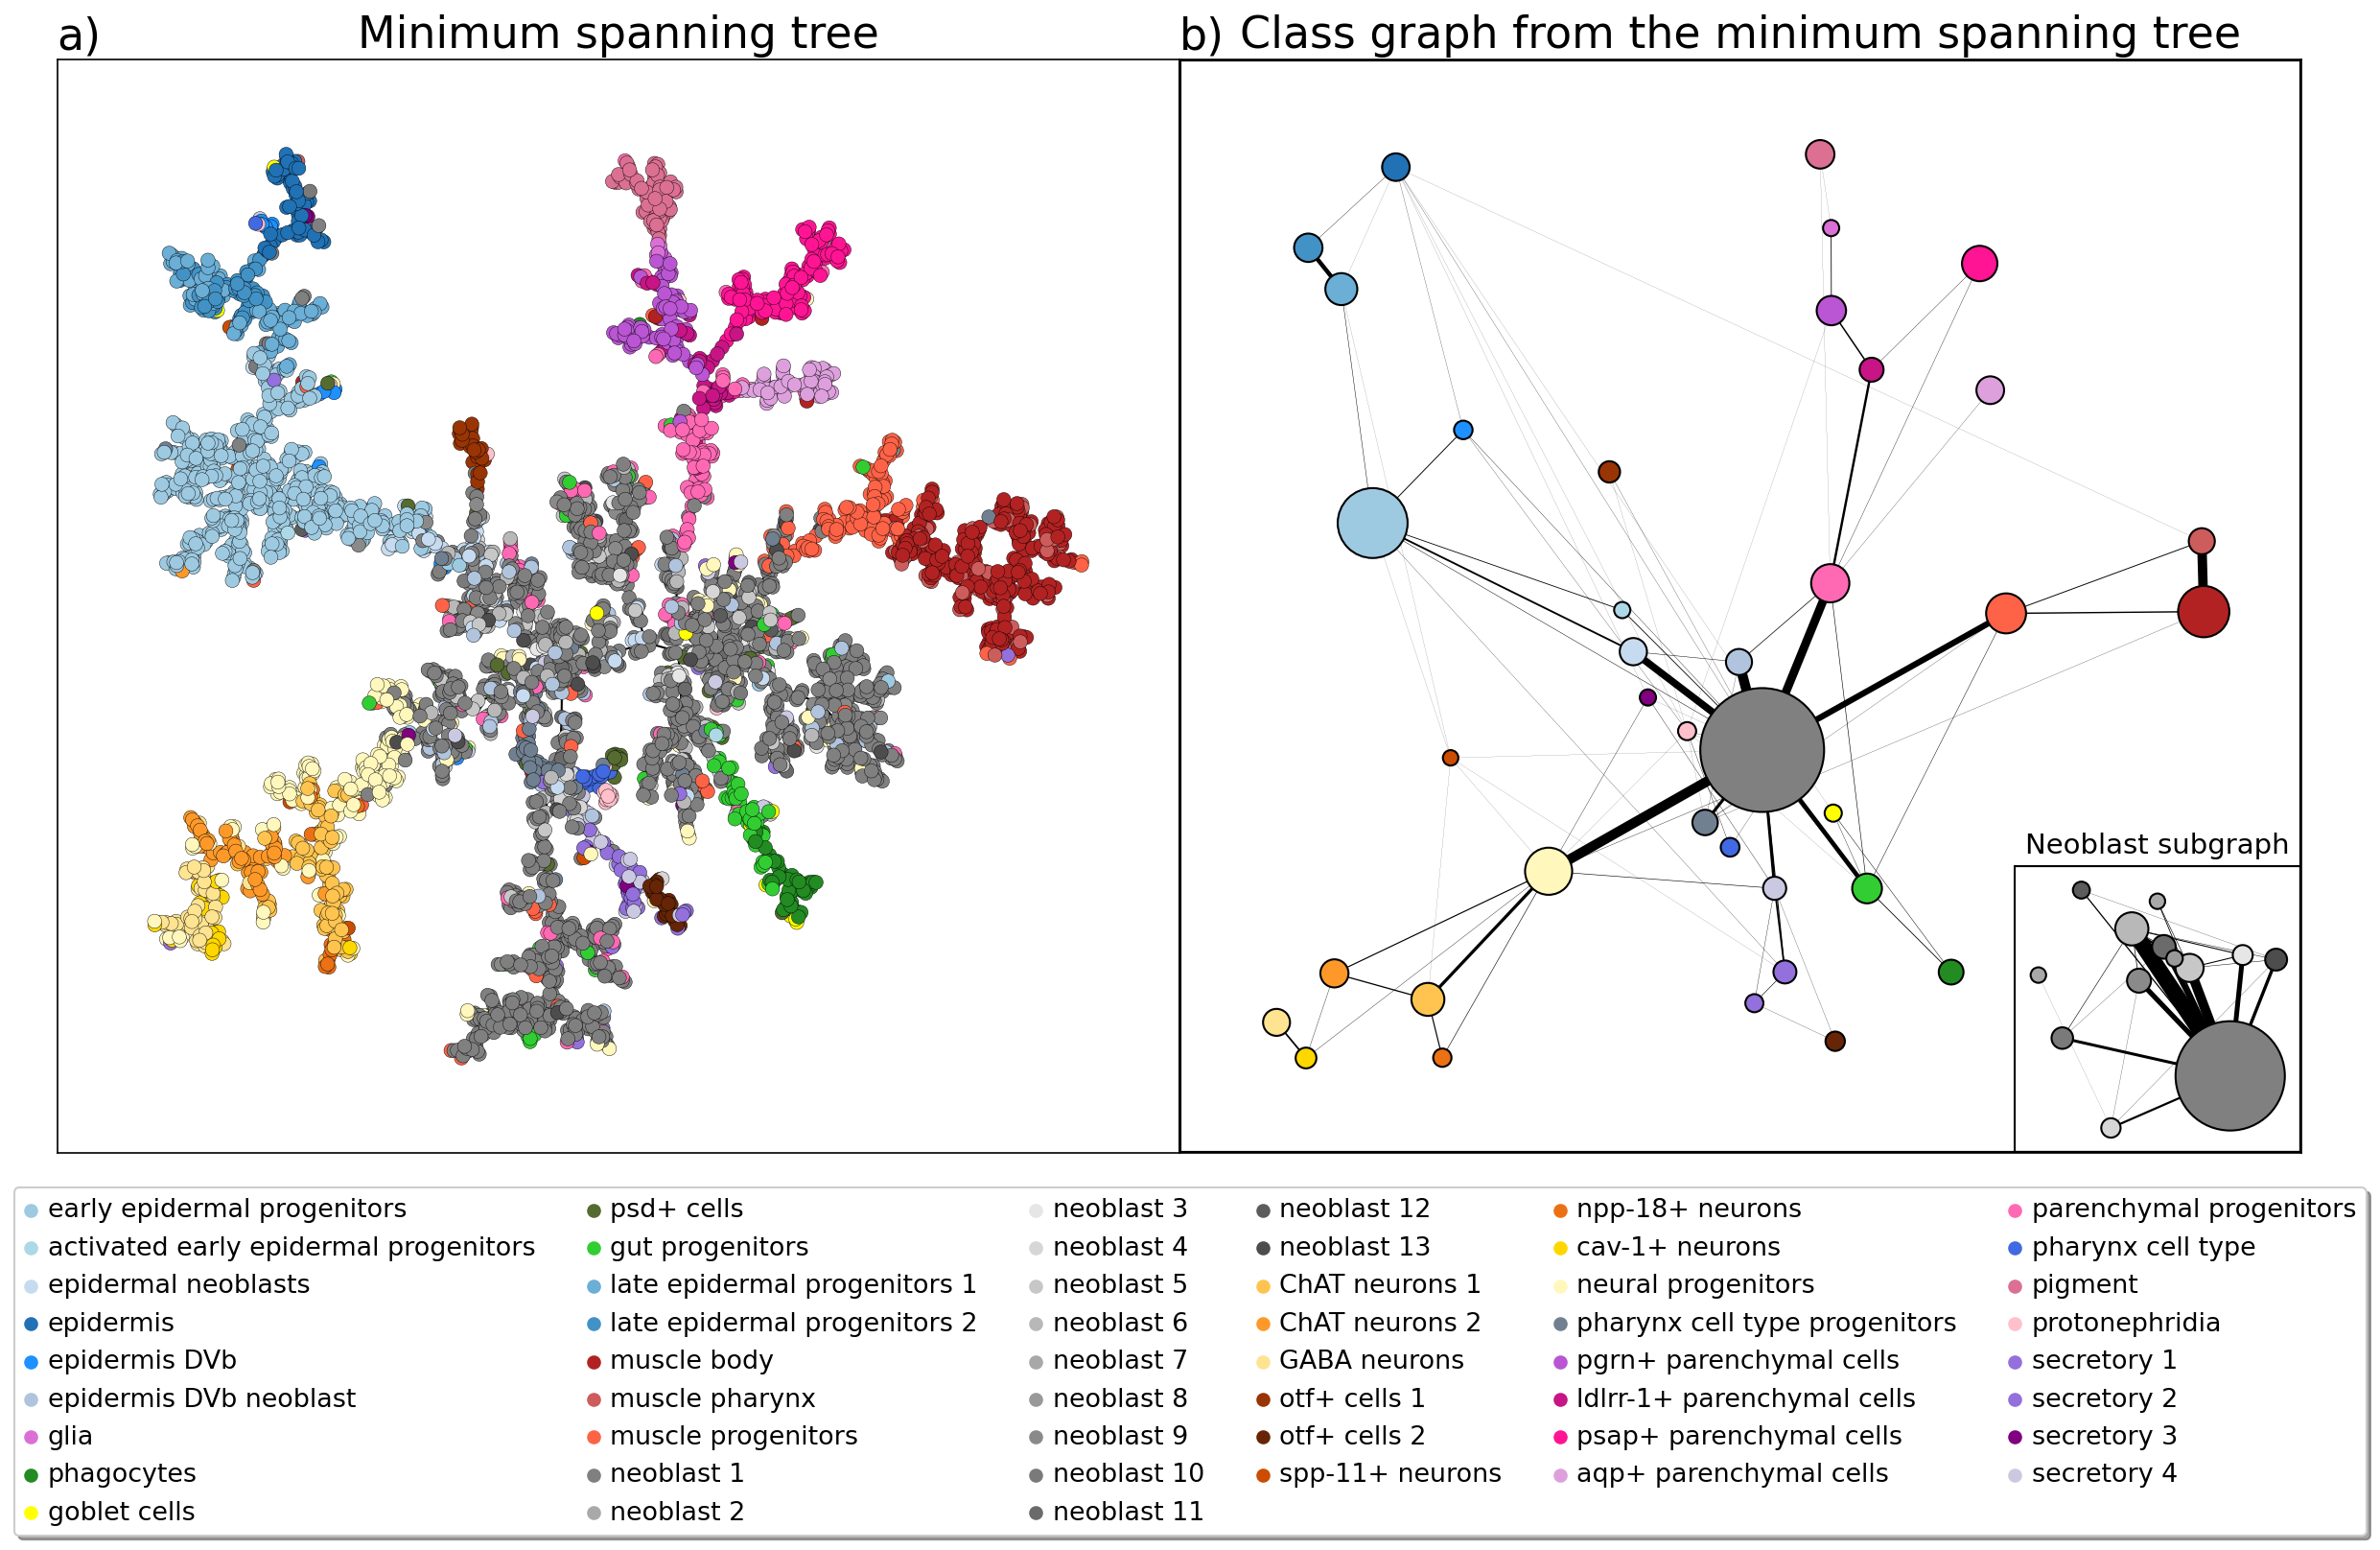 a)
Minimum spanning tree
b)
Class graph from the minimum spanning tree
Neoblast subgraph
early epidermal progenitors
activated early epidermal progenitors
epidermal neoblasts
epidermis
epidermis DVb
epidermis DVb neoblast
glia
phagocytes
goblet cells
psd+ cells
gut progenitors
late epidermal progenitors 1
late epidermal progenitors 2
muscle body
muscle pharynx
muscle progenitors
neoblast 1
neoblast 2
neoblast 3
neoblast 4
neoblast 5
neoblast 6
neoblast 7
neoblast 8
neoblast 9
neoblast 10
neoblast 11
neoblast 12
neoblast 13
ChAT neurons 1
ChAT neurons 2
GABA neurons
otf+ cells 1
otf+ cells 2
spp-11+ neurons
npp-18+ neurons
cav-1+ neurons
neural progenitors
pharynx cell type progenitors
pgrn+ parenchymal cells
ldlrr-1+ parenchymal cells
psap+ parenchymal cells
aqp+ parenchymal cells
parenchymal progenitors
pharynx cell type
pigment
protonephridia
secretory 1
secretory 2
secretory 3
secretory 4